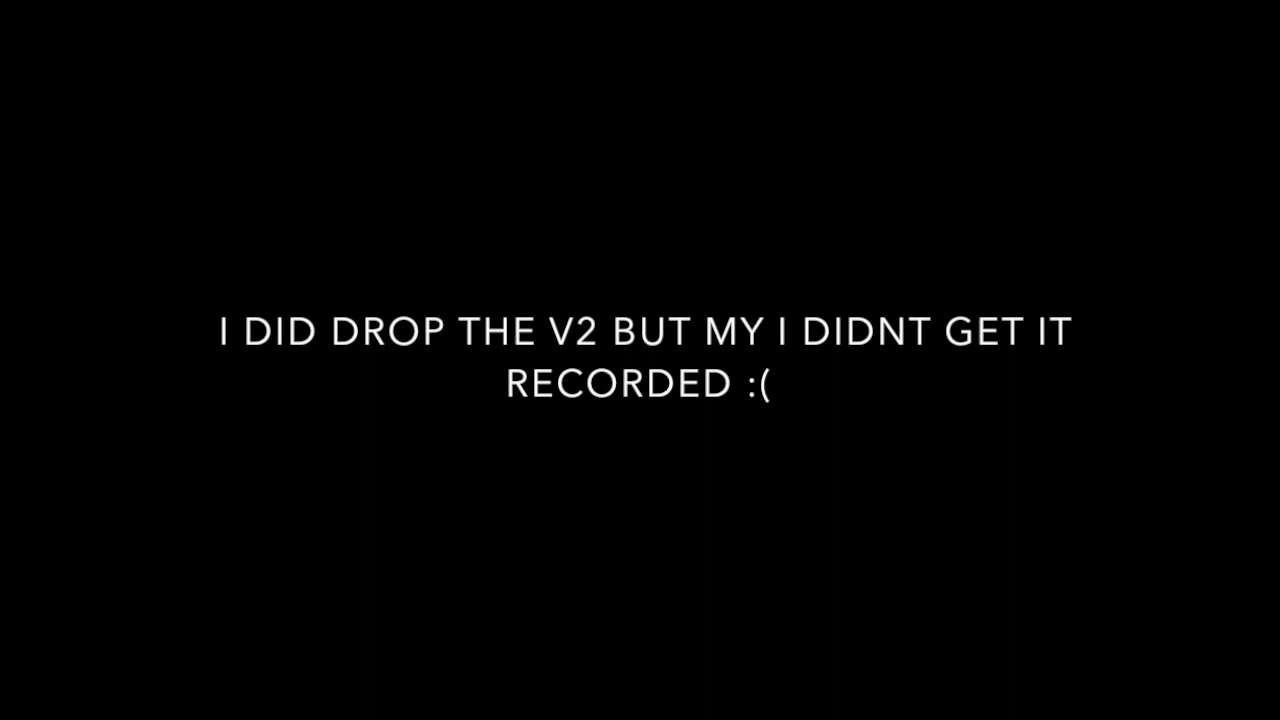 I DID DROP THE V2 BUT MY I DIDNT GET IT
RECORDED :(